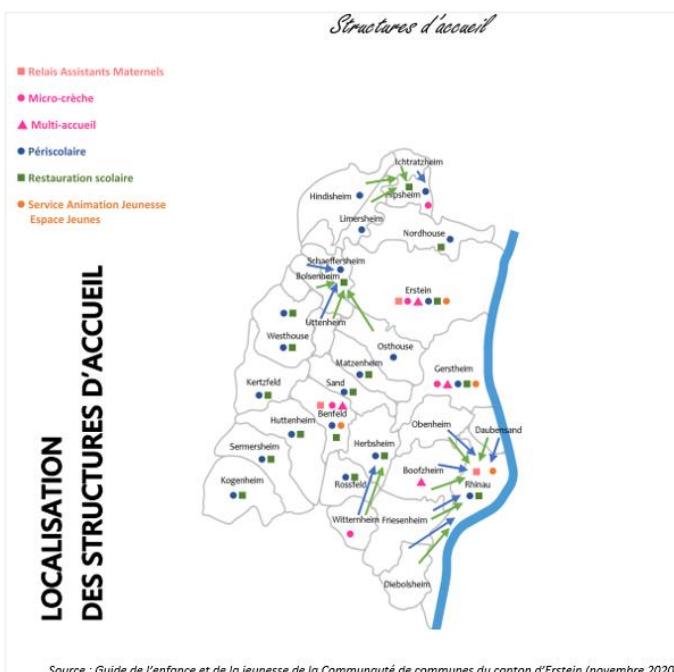 Structures d'accueil
Relais Assistants Maternels
Micro-crèche
Multi-accueil
Périscolaire
Restauration scolaire
Service Animation Jeunesse
Espace Jeunes
LOCALISATION
DES STRUCTURES D'ACCUEIL
Ichtratzheim
Hindisheim
Hipsheim
Limersheim
Nordhouse
Schaeffersheim
Bolsenheim
Erstein
Uttenheim
Westhouse
Osthouse
Matzenheim
Gerstheim
Kertzfeld
Sand
Benfeld
Obenheim
Daubensand
Huttenheim
Herbsheim
Sermersheim
Boofzheim
Kogenheim
Rossfeld
Rhinau
Witternheim
Friesenheim
Diebolsheim
Source : Guide de l'enfance et de la jeunesse de la Communauté de communes du canton d'Erstein (novembre 2020